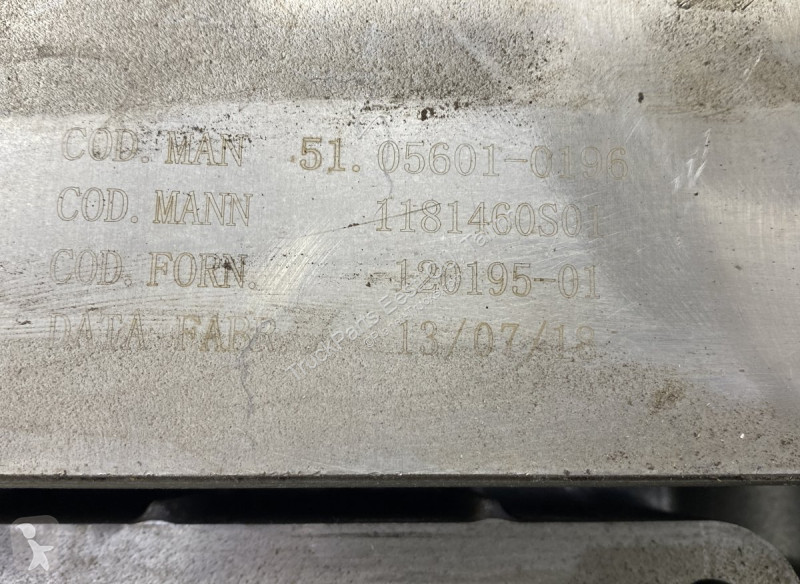 COD. MAN 51. 05601-0196
COD. MANN 1181460S01
COD. FORN. -120195-01
DATA FABR. 13/07/18